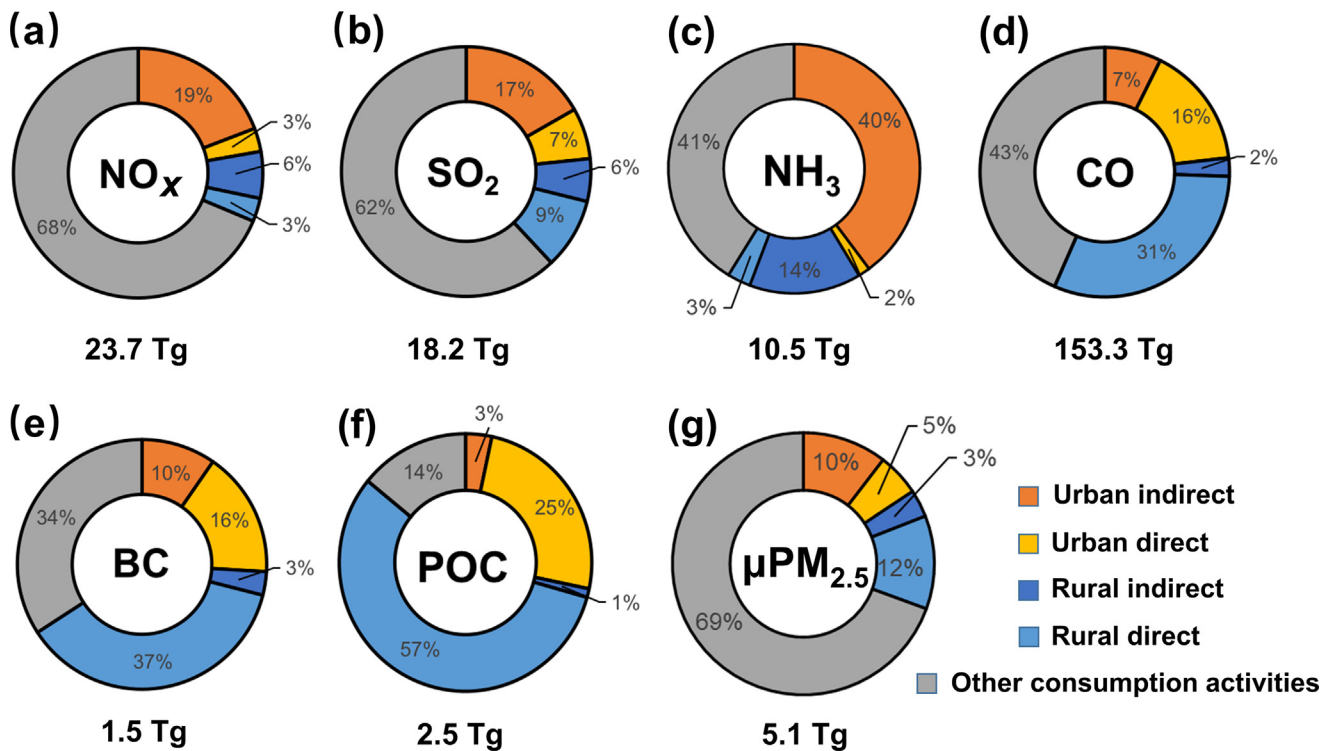 (a)
19%
3%
6%
3%
68%
NOx
23.7 Tg
(b)
17%
7%
6%
9%
62%
SO2
18.2 Tg
(c)
40%
2%
14%
3%
41%
NH3
10.5 Tg
(d)
7%
16%
2%
31%
43%
CO
153.3 Tg
(e)
10%
16%
3%
37%
34%
BC
1.5 Tg
(f)
3%
25%
1%
57%
14%
POC
2.5 Tg
(g)
10%
5%
3%
12%
69%
μPM2.5
5.1 Tg
Urban indirect
Urban direct
Rural indirect
Rural direct
Other consumption activities